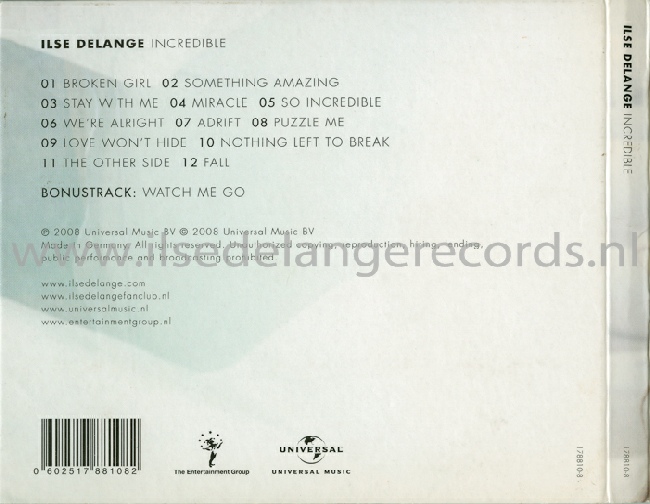 ILSE DELANGE INCREDIBLE
01 BROKEN GIRL 02 SOMETHING AMAZING
03 STAY WITH ME 04 MIRACLE 05 SO INCREDIBLE
06 WE'RE ALRIGHT 07 ADRIFT 08 PUZZLE ME
09 LOVE WON'T HIDE 10 NOTHING LEFT TO BREAK
11 THE OTHER SIDE 12 FALL
BONUSTRACK: WATCH ME GO
℗ 2008 Universal Music BV © 2008 Universal Music BV
Made in Germany. All rights reserved. Unauthorized copying, reproduction, hiring, lending,
public performance and broadcasting prohibited.
www.ilsedelangerecords.nl
www.ilsedelange.com
www.ilsedelangefanclub.nl
www.universalmusic.nl
www.entertainmentgroup.nl
0 602517 881082
The Entertainment Group
UNIVERSAL
UNIVERSAL MUSIC
178810-8
ILSE DELANGE INCREDIBLE
178810-8